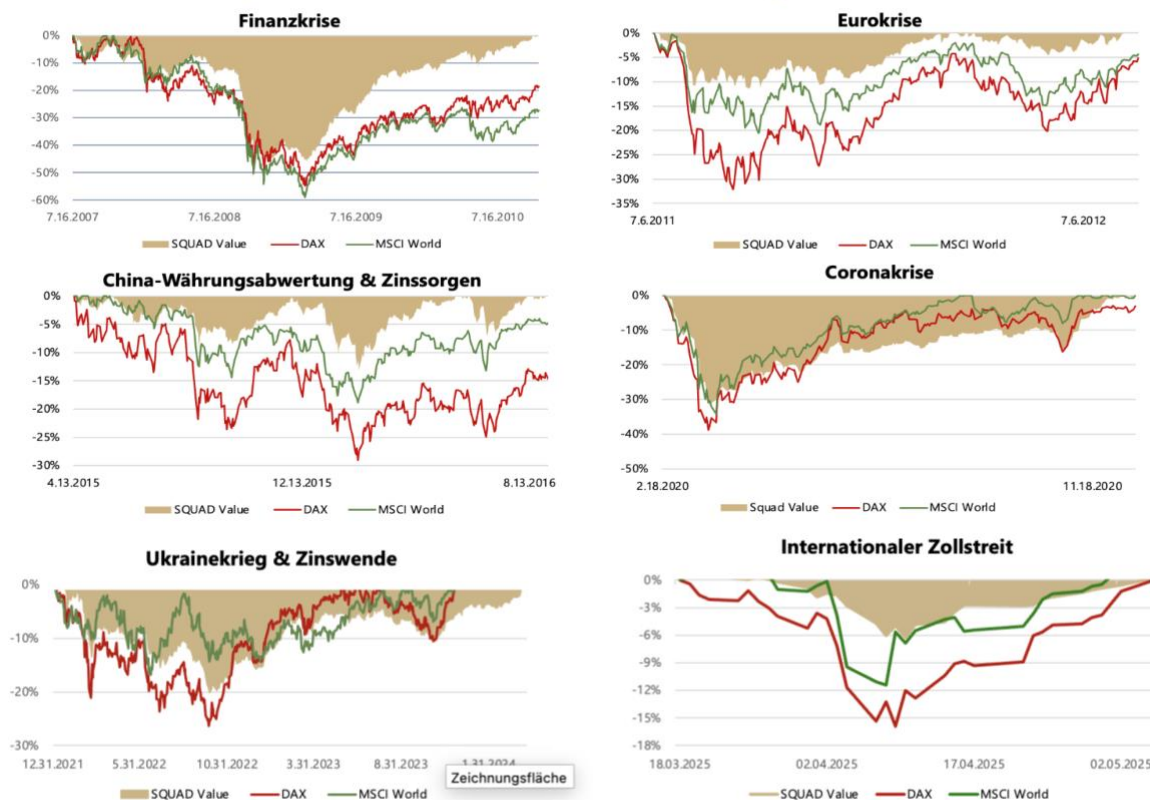 Finanzkrise
0%
-10%
-20%
-30%
-40%
-50%
-60%
7.16.2007 7.16.2008 7.16.2009 7.16.2010
SQUAD Value DAX MSCI World
Eurokrise
0%
-5%
-10%
-15%
-20%
-25%
-30%
-35%
7.6.2011 7.6.2012
SQUAD Value DAX MSCI World
China-Währungsabwertung & Zinssorgen
0%
-5%
-10%
-15%
-20%
-25%
-30%
4.13.2015 12.13.2015 8.13.2016
SQUAD Value DAX MSCI World
Coronakrise
0%
-10%
-20%
-30%
-40%
-50%
2.18.2020 11.18.2020
Squad Value DAX MSCI World
Ukrainekrieg & Zinswende
0%
-10%
-20%
-30%
12.31.2021 5.31.2022 10.31.2022 3.31.2023 8.31.2023 1.31.2024
Zeichnungsfläche
SQUAD Value DAX MSCI World
Internationaler Zollstreit
0%
-3%
-6%
-9%
-12%
-15%
-18%
18.03.2025 02.04.2025 17.04.2025 02.05.2025
SQUAD Value DAX MSCI World